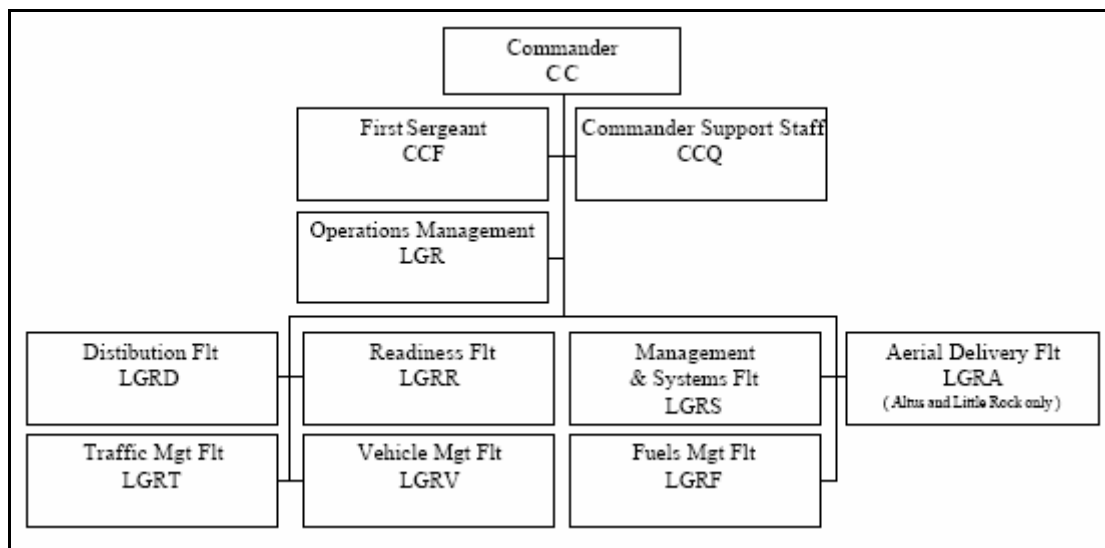 Commander
CC
First Sergeant
CCF
Commander Support Staff
CCQ
Operations Management
LGR
Distibution Flt
LGRD
Readiness Flt
LGRR
Management
& Systems Flt
LGRS
Aerial Delivery Flt
LGRA
( Altus and Little Rock only )
Traffic Mgt Flt
LGRT
Vehicle Mgt Flt
LGRV
Fuels Mgt Flt
LGRF